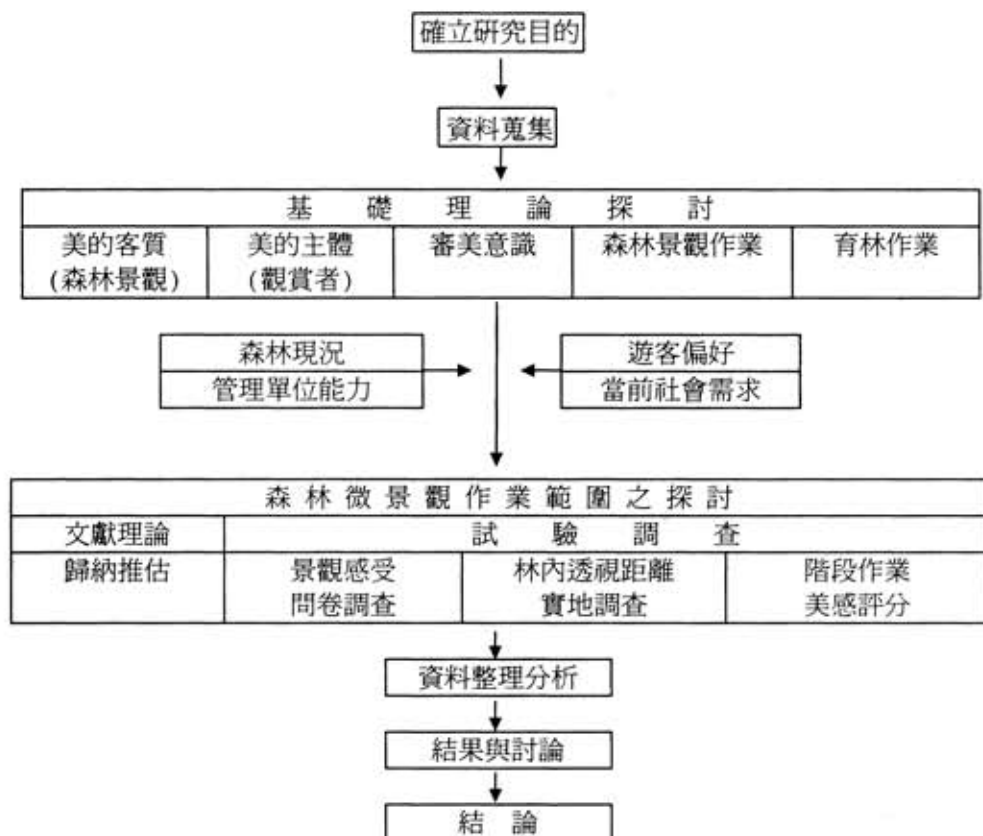 確立研究目的
資料蒐集
基礎理論探討
美的客質 美的主體 審美意識 森林景觀作業 育林作業
(森林景觀) (觀賞者)
森林現況 遊客偏好
管理單位能力 當前社會需求
森林微景觀作業範圍之探討
文獻理論 試驗調查
歸納推估 景觀感受 林內透視距離 階段作業
問卷調查 實地調查 美感評分
資料整理分析
結果與討論
結論